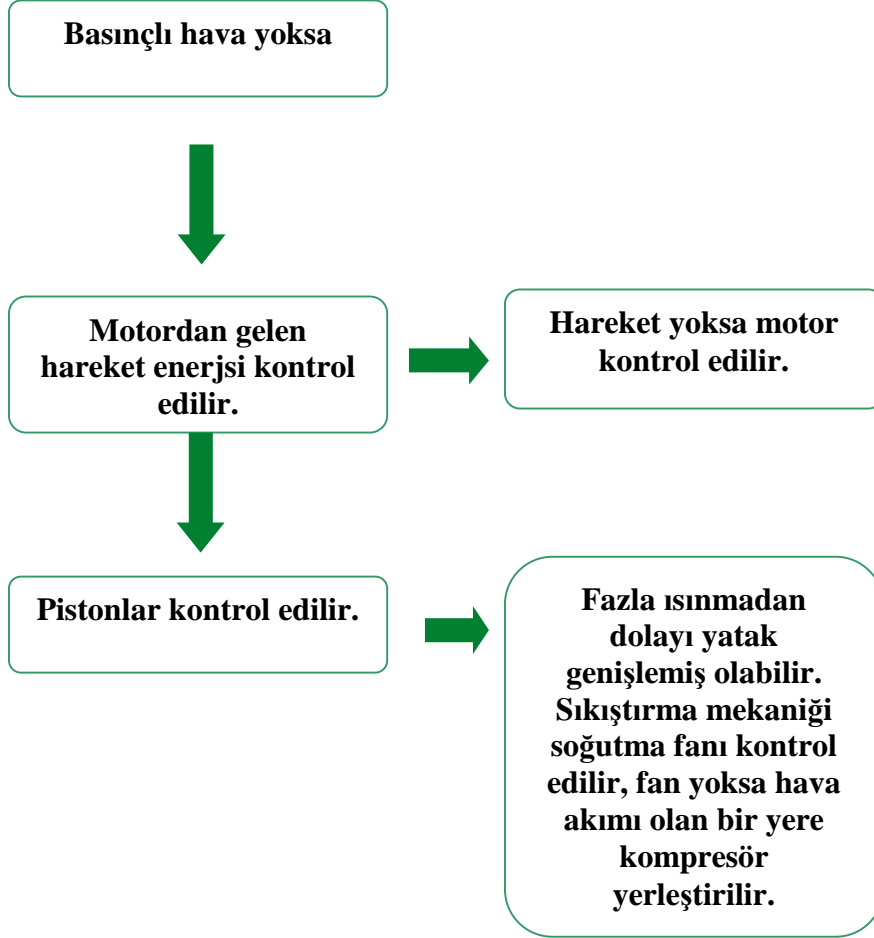 Basınçlı hava yoksa
Motordan gelen
hareket enerjsi kontrol
edilir.
Hareket yoksa motor
kontrol edilir.
Pistonlar kontrol edilir.
Fazla ısınmadan
dolayı yatak
genişlemiş olabilir.
Sıkıştırma mekaniği
soğutma fanı kontrol
edilir, fan yoksa hava
akımı olan bir yere
kompresör
yerleştirilir.